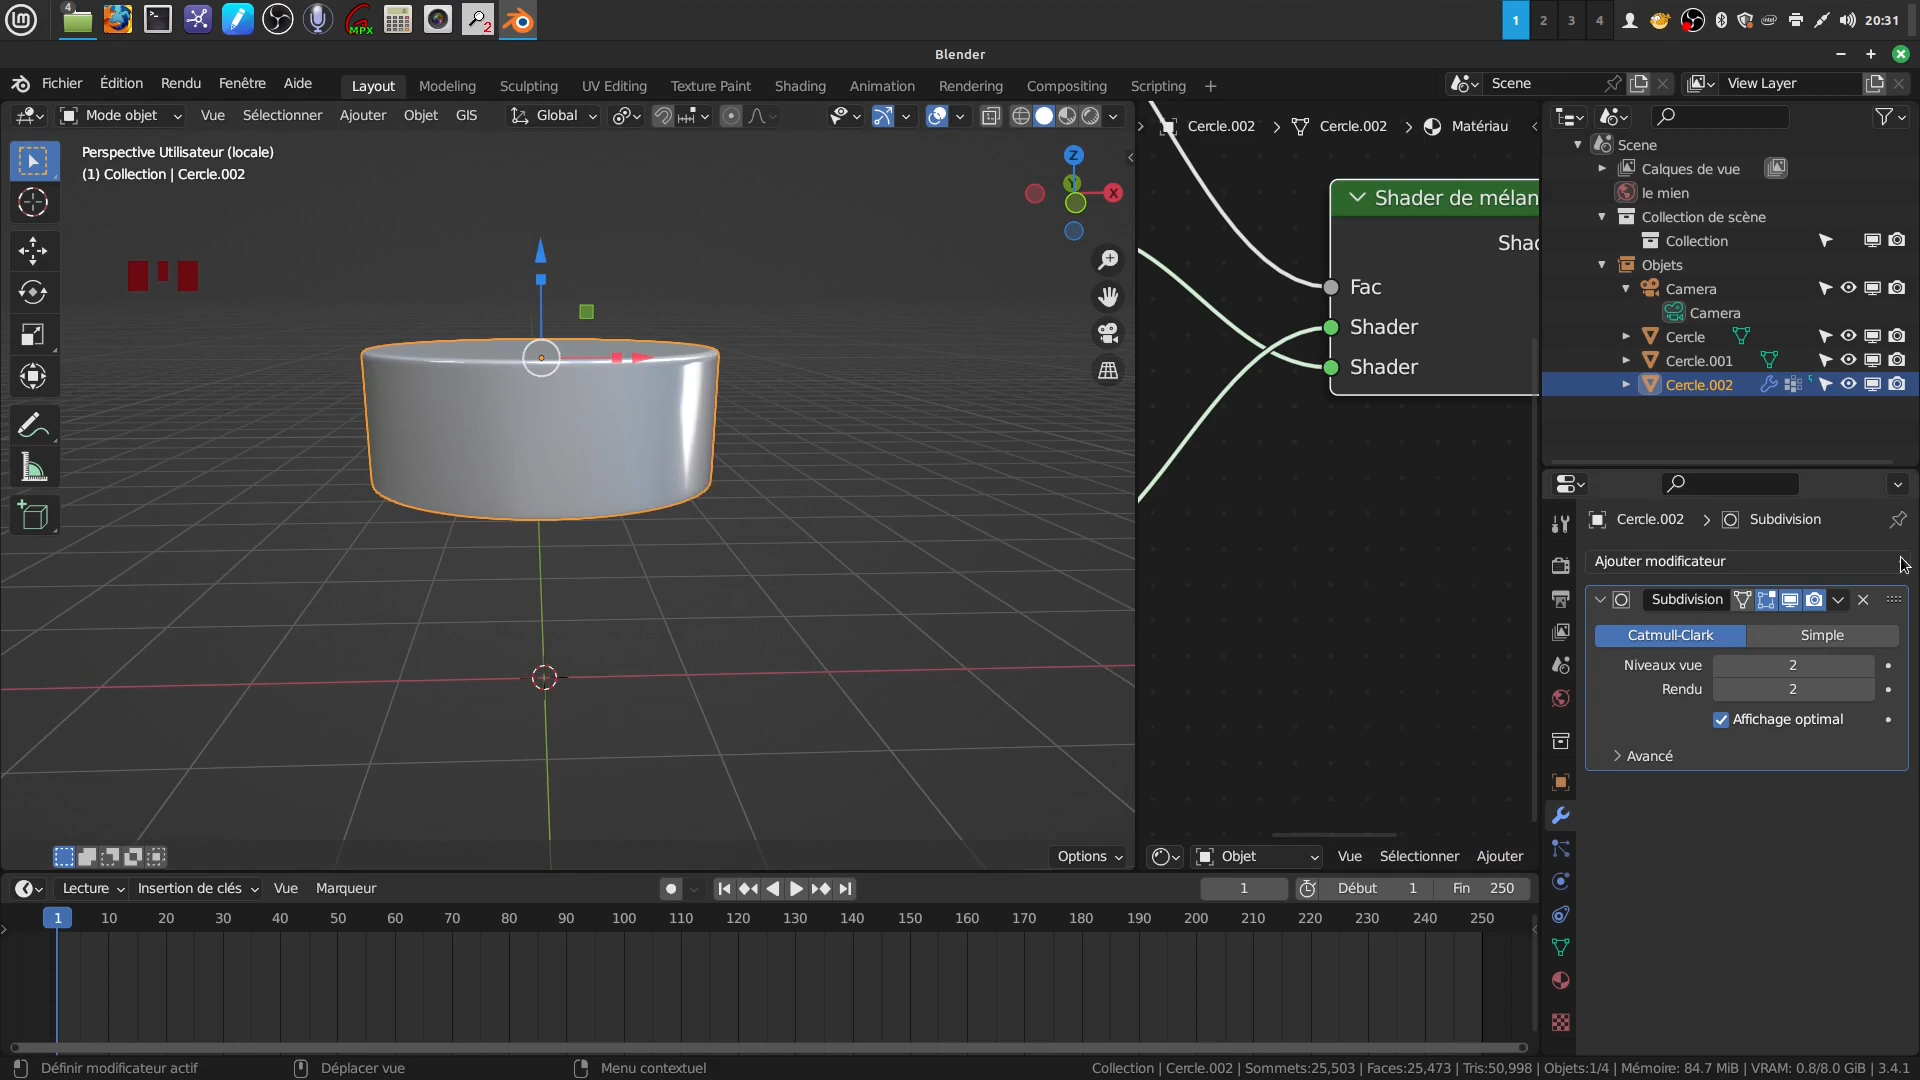 4
MPX
2
1
2
3
4
20:31
Blender
Fichier
Édition
Rendu
Fenêtre
Aide
Layout
Modeling
Sculpting
UV Editing
Texture Paint
Shading
Animation
Rendering
Compositing
Scripting
+
Scene
View Layer
Mode objet
Vue
Sélectionner
Ajouter
Objet
GIS
Global
Perspective Utilisateur (locale)
(1) Collection | Cercle.002
Z
Y
X
Options
Cercle.002
Cercle.002
Matériau
Shader de mélan
Shad
Fac
Shader
Shader
Objet
Vue
Sélectionner
Ajouter
Scene
Calques de vue
le mien
Collection de scène
Collection
Objets
Camera
Camera
Cercle
Cercle.001
Cercle.002
Cercle.002
Subdivision
Ajouter modificateur
Subdivision
Catmull-Clark
Simple
Niveaux vue
2
Rendu
2
Affichage optimal
Avancé
Lecture
Insertion de clés
Vue
Marqueur
1
Début 1
Fin 250
1 10 20 30 40 50 60 70 80 90 100 110 120 130 140 150 160 170 180 190 200 210 220 230 240 250
Définir modificateur actif
Déplacer vue
Menu contextuel
Collection | Cercle.002 | Sommets:25,503 | Faces:25,473 | Tris:50,998 | Objets:1/4 | Mémoire: 84.7 MiB | VRAM: 0.8/8.0 GiB | 3.4.1